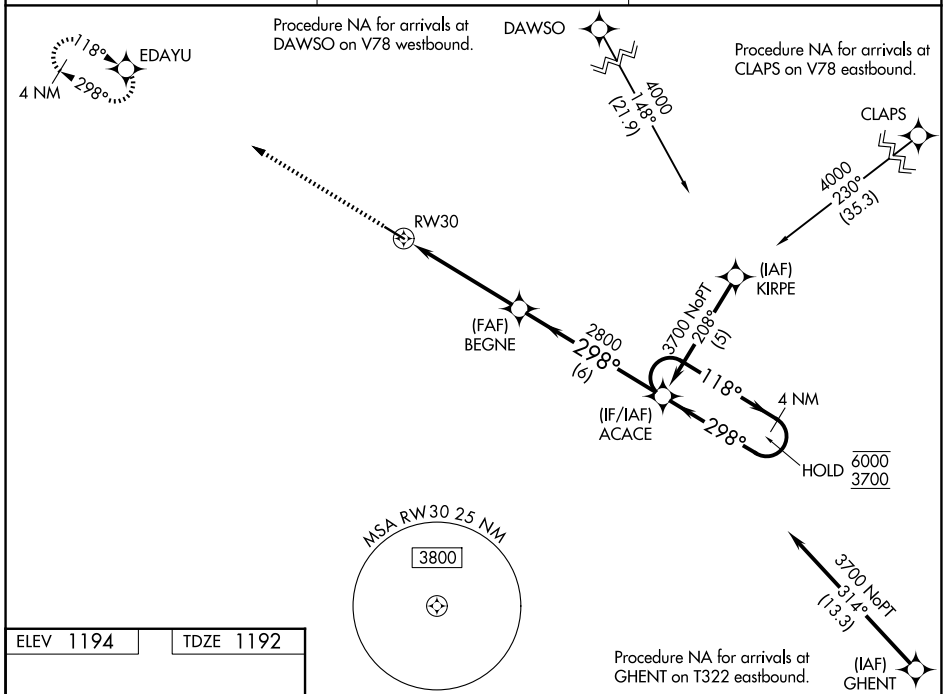 Procedure NA for arrivals at
DAWSO on V78 westbound.
DAWSO
Procedure NA for arrivals at
CLAPS on V78 eastbound.
118°
EDAYU
4 NM
298°
4000
148°
(21.9)
CLAPS
4000
230°
(35.3)
RW30
(IAF)
KIRPE
3700 NoPT
208°
(5)
(FAF)
BEGNE
2800
298°
(6)
118°
4 NM
(IF/IAF)
ACACE
298°
HOLD
6000
3700
MSA RW30 25 NM
3800
3700 NoPT
314°
(13.3)
ELEV 1194
TDZE 1192
Procedure NA for arrivals at
GHENT on T322 eastbound.
(IAF)
GHENT